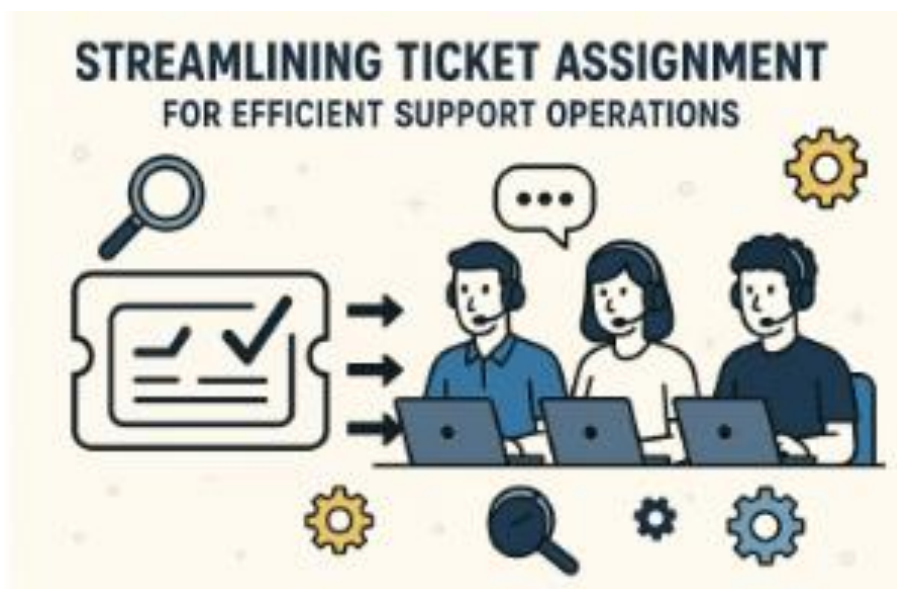 STREAMLINING TICKET ASSIGNMENT
FOR EFFICIENT SUPPORT OPERATIONS